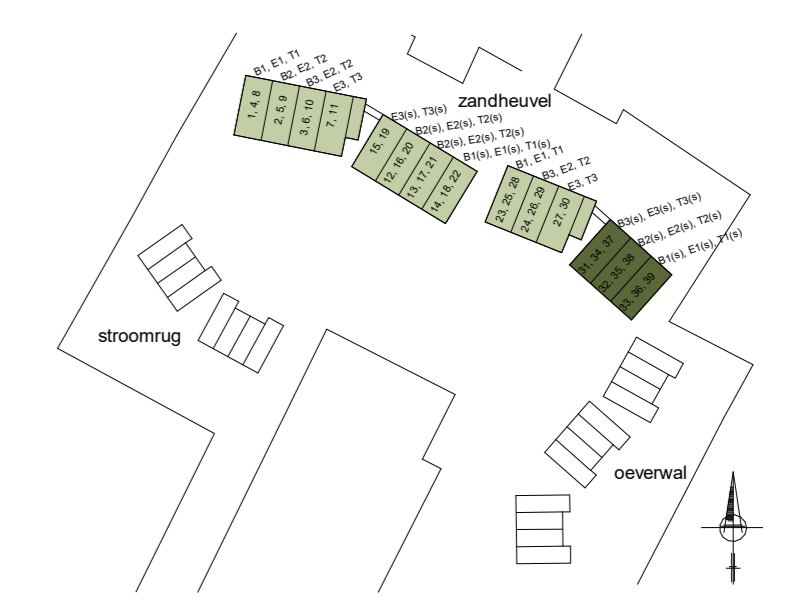 zandheuvel
B1, E1, T1
B2, E2, T2
B3, E2, T2
E3, T3
1, 4, 8
2, 5, 9
3, 6, 10
7, 11
E3(s), T3(s)
B2(s), E2(s), T2(s)
B2(s), E2(s), T2(s)
B1(s), E1(s), T1(s)
15, 19
12, 16, 20
13, 17, 21
14, 18, 22
B1, E1, T1
B3, E2, T2
E3, T3
23, 25, 28
24, 26, 29
27, 30
B3(s), E3(s), T3(s)
B2(s), E2(s), T2(s)
B1(s), E1(s), T1(s)
31, 34, 37
32, 35, 38
33, 36, 39
stroomrug
oeverwal